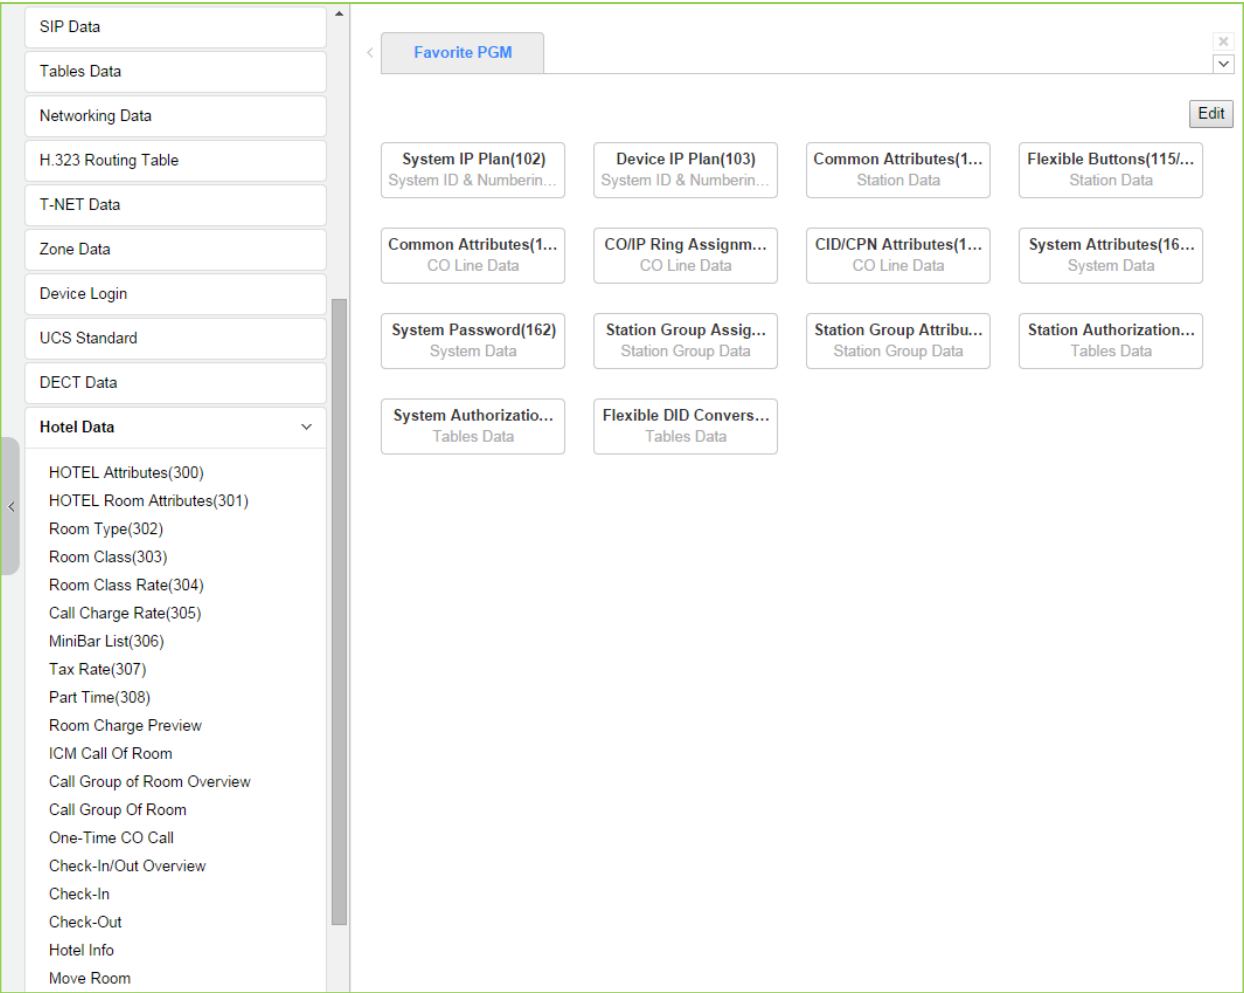 SIP Data
Tables Data
Networking Data
H.323 Routing Table
T-NET Data
Zone Data
Device Login
UCS Standard
DECT Data
Hotel Data
HOTEL Attributes(300)
HOTEL Room Attributes(301)
Room Type(302)
Room Class(303)
Room Class Rate(304)
Call Charge Rate(305)
MiniBar List(306)
Tax Rate(307)
Part Time(308)
Room Charge Preview
ICM Call Of Room
Call Group of Room Overview
Call Group Of Room
One-Time CO Call
Check-In/Out Overview
Check-In
Check-Out
Hotel Info
Move Room
Favorite PGM
Edit
System IP Plan(102)
System ID & Numberin...
Device IP Plan(103)
System ID & Numberin...
Common Attributes(1...
Station Data
Flexible Buttons(115/...
Station Data
Common Attributes(1...
CO Line Data
CO/IP Ring Assignm...
CO Line Data
CID/CPN Attributes(1...
CO Line Data
System Attributes(16...
System Data
System Password(162)
System Data
Station Group Assig...
Station Group Data
Station Group Attribu...
Station Group Data
Station Authorization...
Tables Data
System Authorizatio...
Tables Data
Flexible DID Convers...
Tables Data